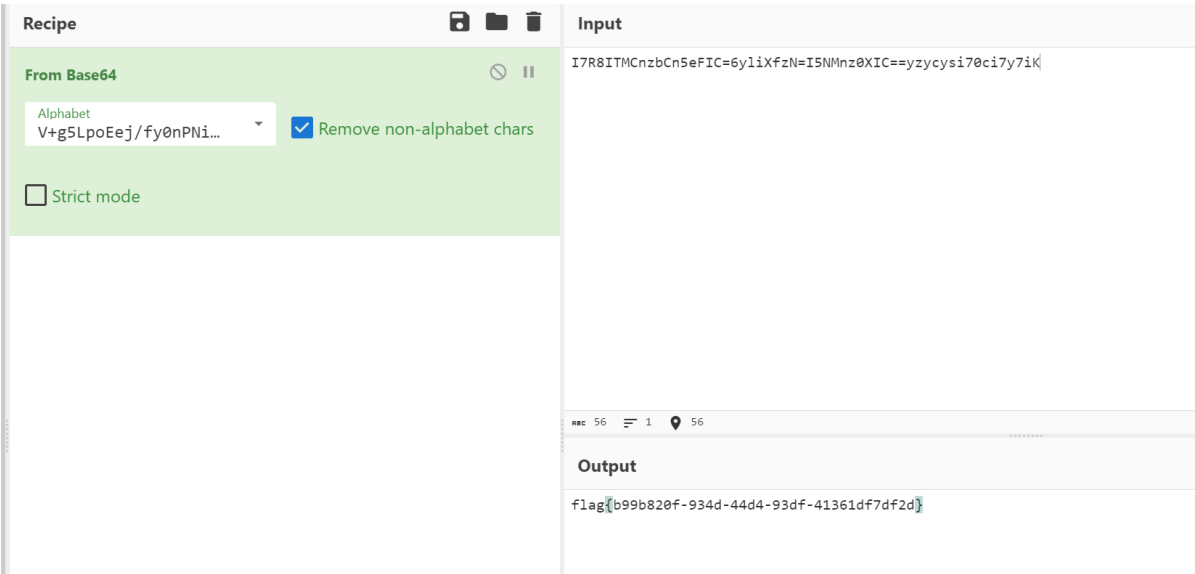 Recipe
From Base64
Alphabet
V+g5LpoEej/fy0nPNi…
Remove non-alphabet chars
Strict mode
Input
I7R8ITMCnzbCn5eFIC=6yliXfzN=I5NMnz0XIC==yzycysi70ci7y7iK
ABC 56 1 56
Output
flag{b99b820f-934d-44d4-93df-41361df7df2d}